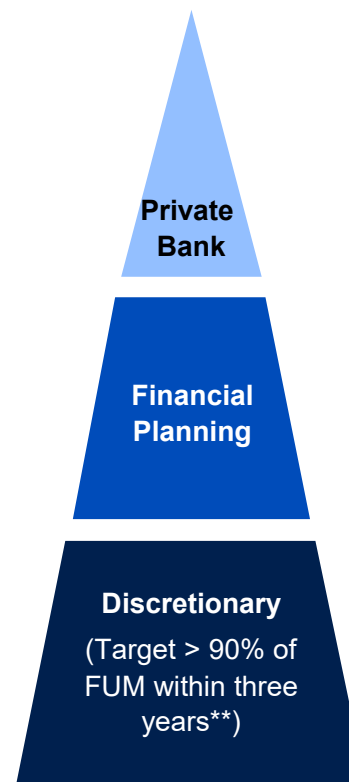 Private
Bank
Financial
Planning
Discretionary
(Target > 90% of
FUM within three
years**)